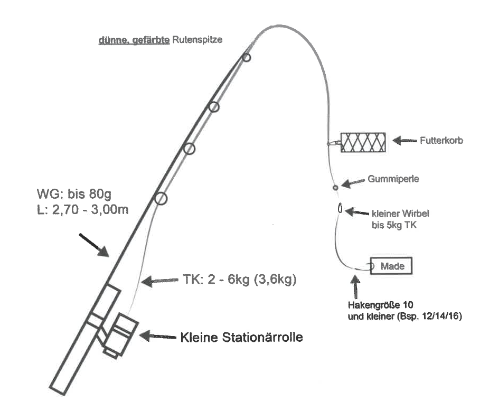 dünne, gefärbte Rutenspitze
Futterkorb
Gummiperle
WG: bis 80g
L: 2,70 - 3,00m
kleiner Wirbel
bis 5kg TK
Made
TK: 2 - 6kg (3,6kg)
Hakengröße 10
und kleiner (Bsp. 12/14/16)
Kleine Stationärrolle